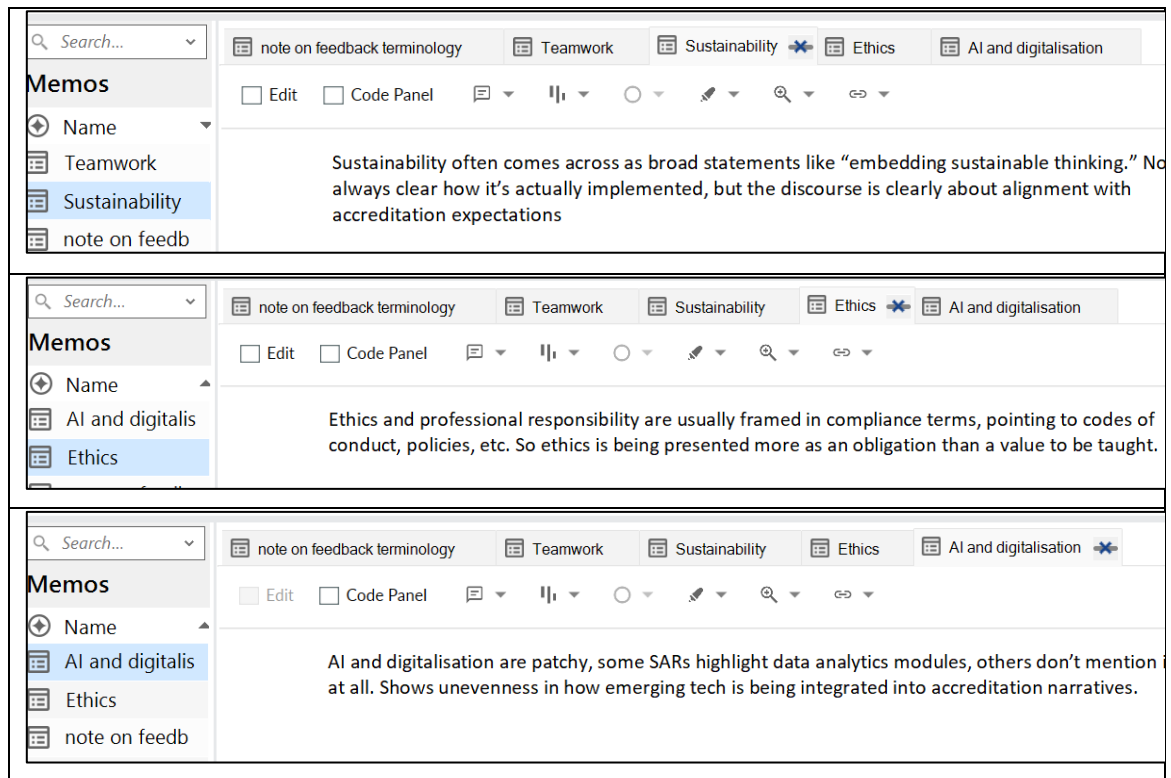 Search...
note on feedback terminology Teamwork Sustainability Ethics AI and digitalisation
Memos
Edit Code Panel
Name
Teamwork
Sustainability
note on feedb
Sustainability often comes across as broad statements like “embedding sustainable thinking.” No
always clear how it’s actually implemented, but the discourse is clearly about alignment with
accreditation expectations
Search...
note on feedback terminology Teamwork Sustainability Ethics AI and digitalisation
Memos
Edit Code Panel
Name
AI and digitalis
Ethics
Ethics and professional responsibility are usually framed in compliance terms, pointing to codes of
conduct, policies, etc. So ethics is being presented more as an obligation than a value to be taught.
Search...
note on feedback terminology Teamwork Sustainability Ethics AI and digitalisation
Memos
Edit Code Panel
Name
AI and digitalis
Ethics
note on feedb
AI and digitalisation are patchy, some SARs highlight data analytics modules, others don’t mention i
at all. Shows unevenness in how emerging tech is being integrated into accreditation narratives.